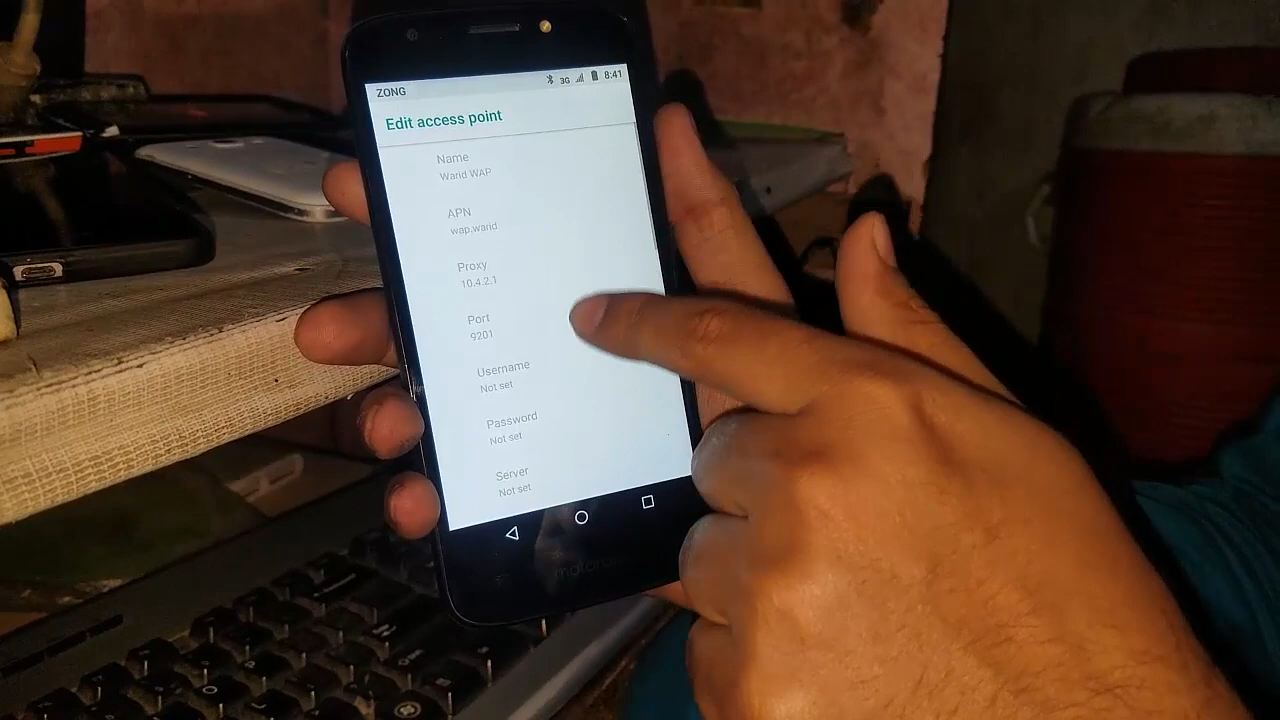 ZONG
3G
8:41
Edit access point
Name
Warid WAP
APN
wap.warid
Proxy
10.4.2.1
Port
9201
Username
Not set
Password
Not set
Server
Not set